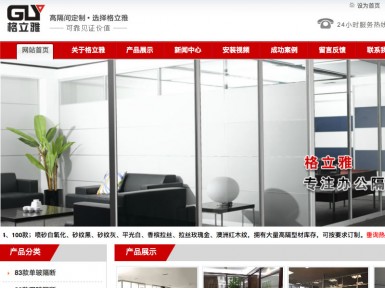 设为首页
GLY
格立雅
高隔间定制·选择格立雅
可靠见证价值
24小时服务热线
网站首页 关于格立雅 产品展示 新闻中心 安装视频 成功案例 留言反馈 联系我
格立雅
专注办公隔
100款；喷砂白氧化、砂纹黑、砂纹灰、平光白、香槟拉丝、拉丝玫瑰金、澳洲红木纹，拥有大量高隔型材库存、可按要求订制。垂询热
产品分类
产品展示
83款单玻隔断